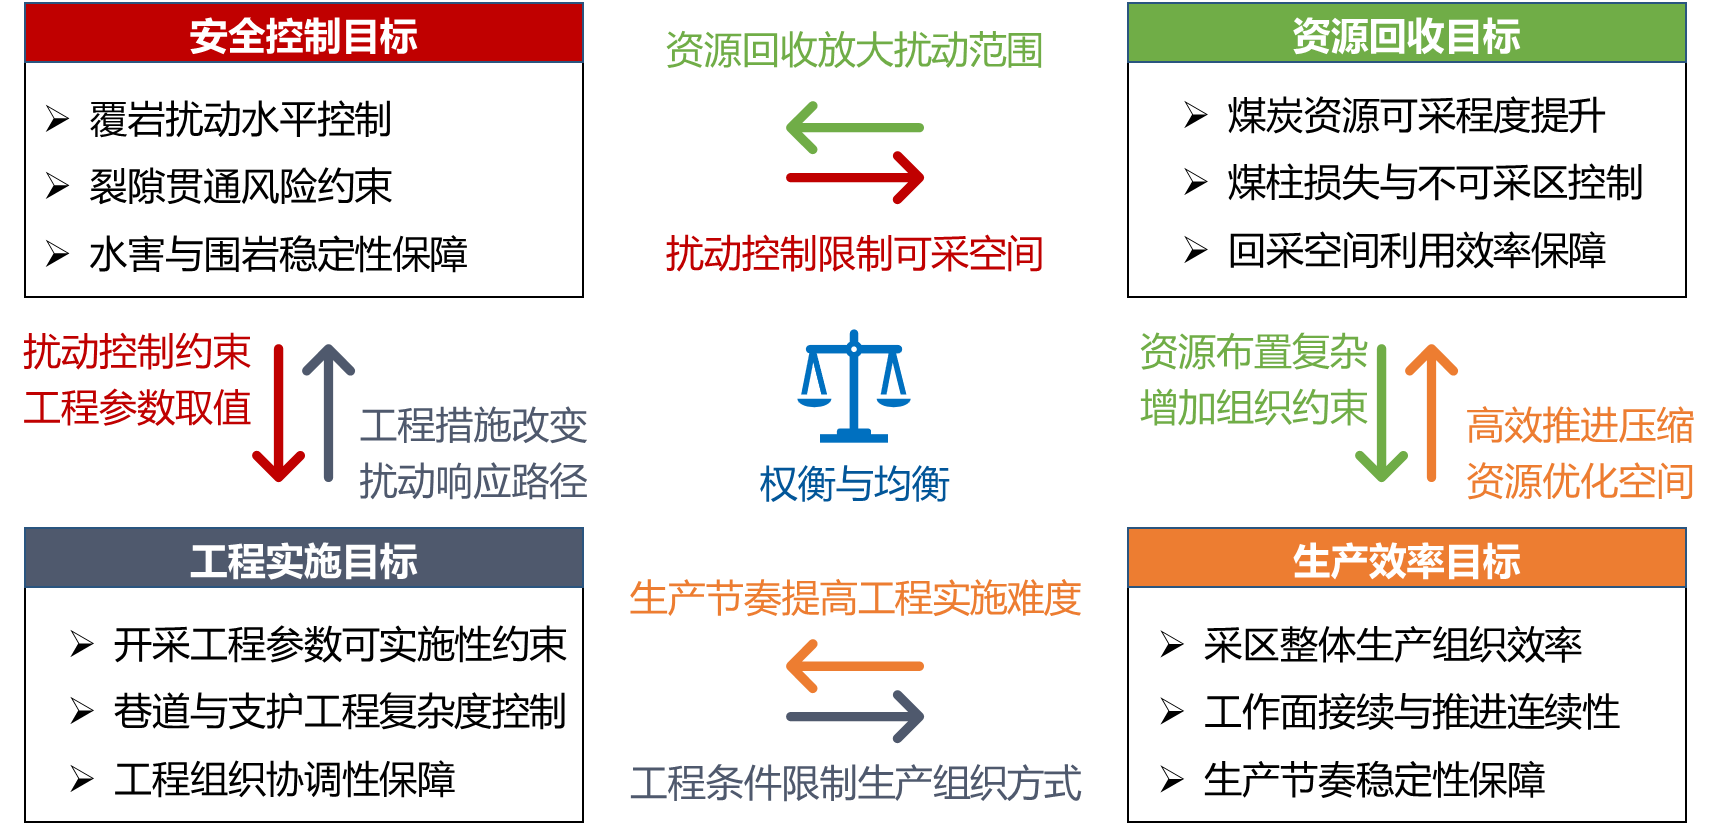 安全控制目标
覆岩扰动水平控制
裂隙贯通风险约束
水害与围岩稳定性保障
资源回收放大扰动范围
扰动控制限制可采空间
资源回收目标
煤炭资源可采程度提升
煤柱损失与不可采区控制
回采空间利用效率保障
扰动控制约束
工程参数取值
工程措施改变
扰动响应路径
权衡与均衡
资源布置复杂
增加组织约束
高效推进压缩
资源优化空间
工程实施目标
开采工程参数可实施性约束
巷道与支护工程复杂度控制
工程组织协调性保障
生产节奏提高工程实施难度
工程条件限制生产组织方式
生产效率目标
采区整体生产组织效率
工作面接续与推进连续性
生产节奏稳定性保障